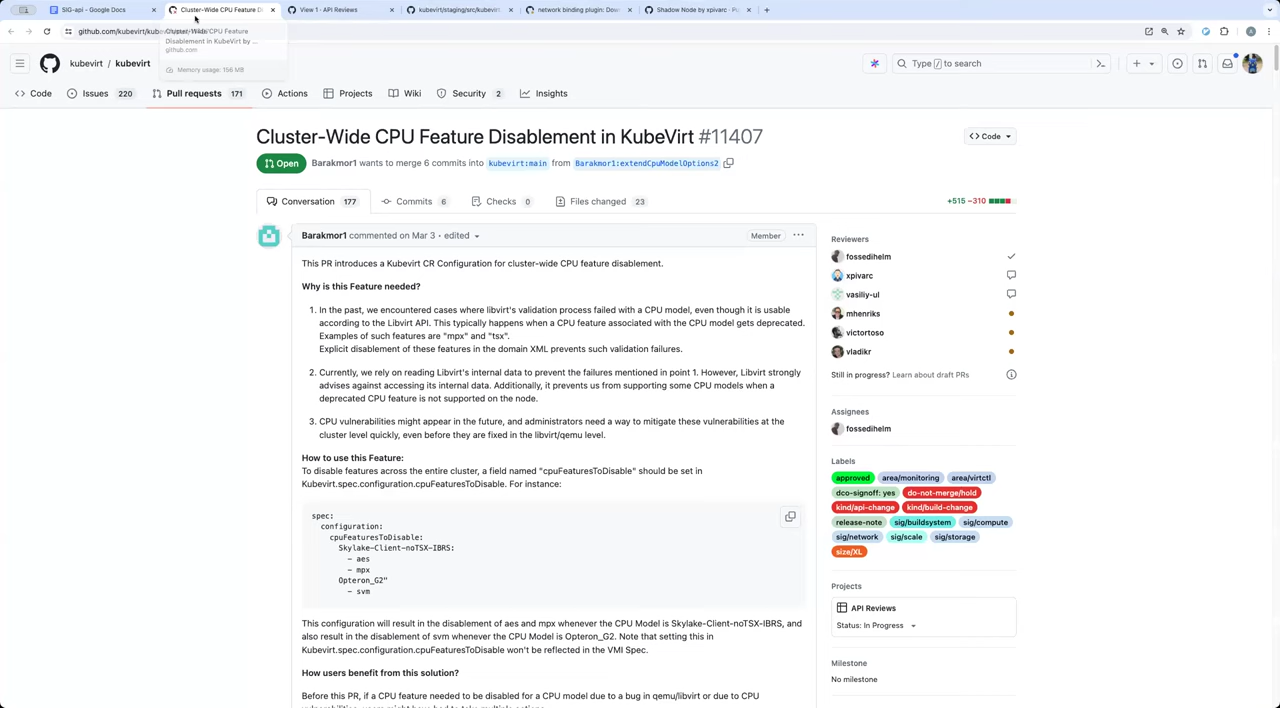 SIG-api - Google Docs
Cluster-Wide CPU Feature Di
View 1 · API Reviews
kubevirt/staging/src/kubevirt
network binding plugin: Dow
Shadow Node by xpivarc · P
github.com/kubevirt/kub
Cluster-Wide CPU Feature
Disablement in KubeVirt by ...
github.com
Memory usage: 156 MB
kubevirt / kubevirt
Type / to search
Code
Issues 220
Pull requests 171
Actions
Projects
Wiki
Security 2
Insights
Cluster-Wide CPU Feature Disablement in KubeVirt #11407
Code
Open
Barakmor1 wants to merge 6 commits into kubevirt:main from Barakmor1:extendCpuModelOptions2
Conversation 177
Commits 6
Checks 0
Files changed 23
+515 −310
Barakmor1 commented on Mar 3 • edited
Member
This PR introduces a Kubevirt CR Configuration for cluster-wide CPU feature disablement.
Why is this Feature needed?
1. In the past, we encountered cases where libvirt's validation process failed with a CPU model, even though it is usable
according to the Libvirt API. This typically happens when a CPU feature associated with the CPU model gets deprecated.
Examples of such features are "mpx" and "tsx".
Explicit disablement of these features in the domain XML prevents such validation failures.
2. Currently, we rely on reading Libvirt's internal data to prevent the failures mentioned in point 1. However, Libvirt strongly
advises against accessing its internal data. Additionally, it prevents us from supporting some CPU models when a
deprecated CPU feature is not supported on the node.
3. CPU vulnerabilities might appear in the future, and administrators need a way to mitigate these vulnerabilities at the
cluster level quickly, even before they are fixed in the libvirt/qemu level.
How to use this Feature:
To disable features across the entire cluster, a field named "cpuFeaturesToDisable" should be set in
Kubevirt.spec.configuration.cpuFeaturesToDisable. For instance:
spec:
configuration:
cpuFeaturesToDisable:
Skylake-Client-noTSX-IBRS:
- aes
- mpx
Opteron_G2"
- svm
This configuration will result in the disablement of aes and mpx whenever the CPU Model is Skylake-Client-noTSX-IBRS, and
also result in the disablement of svm whenever the CPU Model is Opteron_G2. Note that setting this in
Kubevirt.spec.configuration.cpuFeaturesToDisable won't be reflected in the VMI Spec.
How users benefit from this solution?
Before this PR, if a CPU feature needed to be disabled for a CPU model due to a bug in qemu/libvirt or due to CPU
Reviewers
fossedihelm
xpivarc
vasiliy-ul
mhenriks
victortoso
vladikr
Still in progress? Learn about draft PRs
Assignees
fossedihelm
Labels
approved area/monitoring area/virtctl
dco-signoff: yes do-not-merge/hold
kind/api-change kind/build-change
release-note sig/buildsystem sig/compute
sig/network sig/scale sig/storage
size/XL
Projects
API Reviews
Status: In Progress
Milestone
No milestone